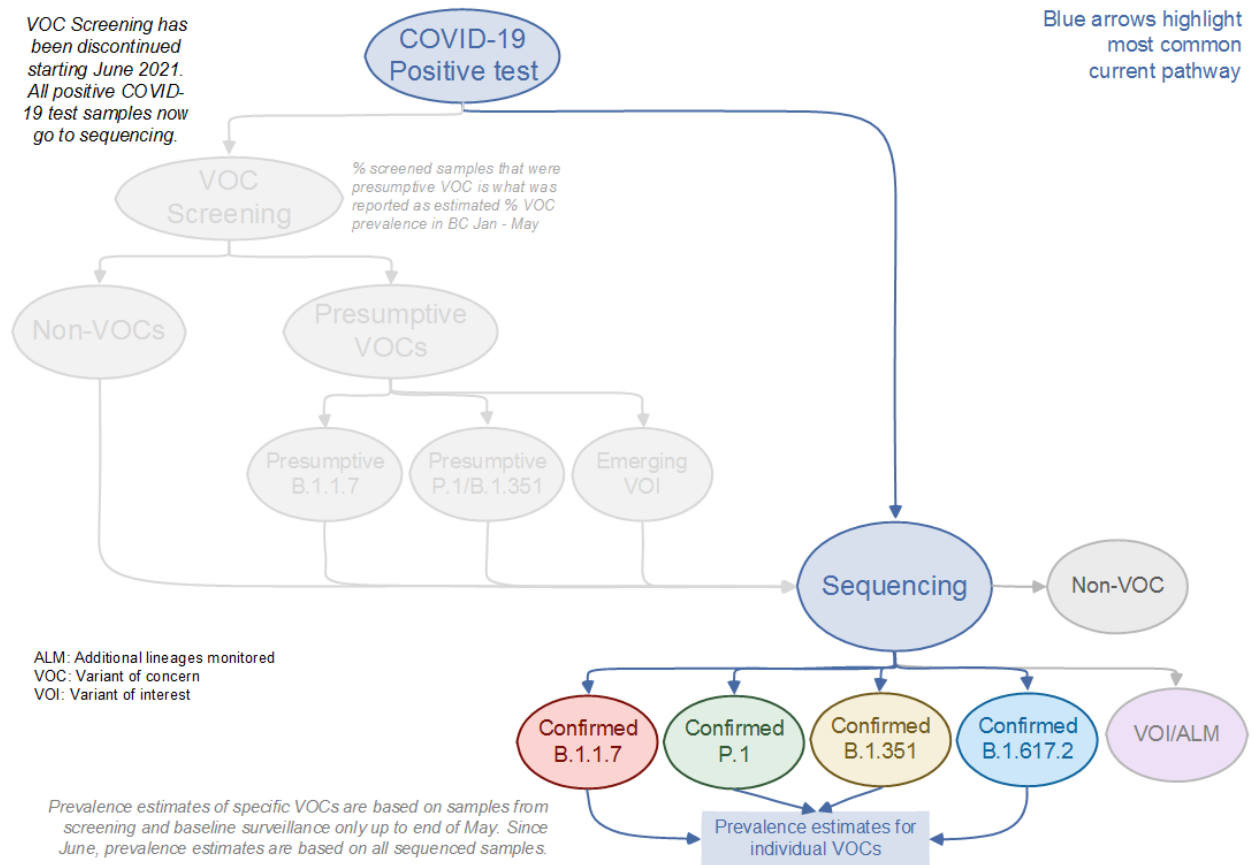 VOC Screening has
been discontinued
starting June 2021.
All positive COVID-
19 test samples now
go to sequencing.
COVID-19
Positive test
Blue arrows highlight
most common
current pathway
VOC
Screening
% screened samples that were
presumptive VOC is what was
reported as estimated % VOC
prevalence in BC Jan - May
Non-VOCs
Presumptive
VOCs
Presumptive
B.1.1.7
Presumptive
P.1/B.1.351
Emerging
VOI
Sequencing
Non-VOC
ALM: Additional lineages monitored
VOC: Variant of concern
VOI: Variant of interest
Confirmed
B.1.1.7
Confirmed
P.1
Confirmed
B.1.351
Confirmed
B.1.617.2
VOI/ALM
Prevalence estimates of specific VOCs are based on samples from
screening and baseline surveillance only up to end of May. Since
June, prevalence estimates are based on all sequenced samples.
Prevalence estimates for
individual VOCs